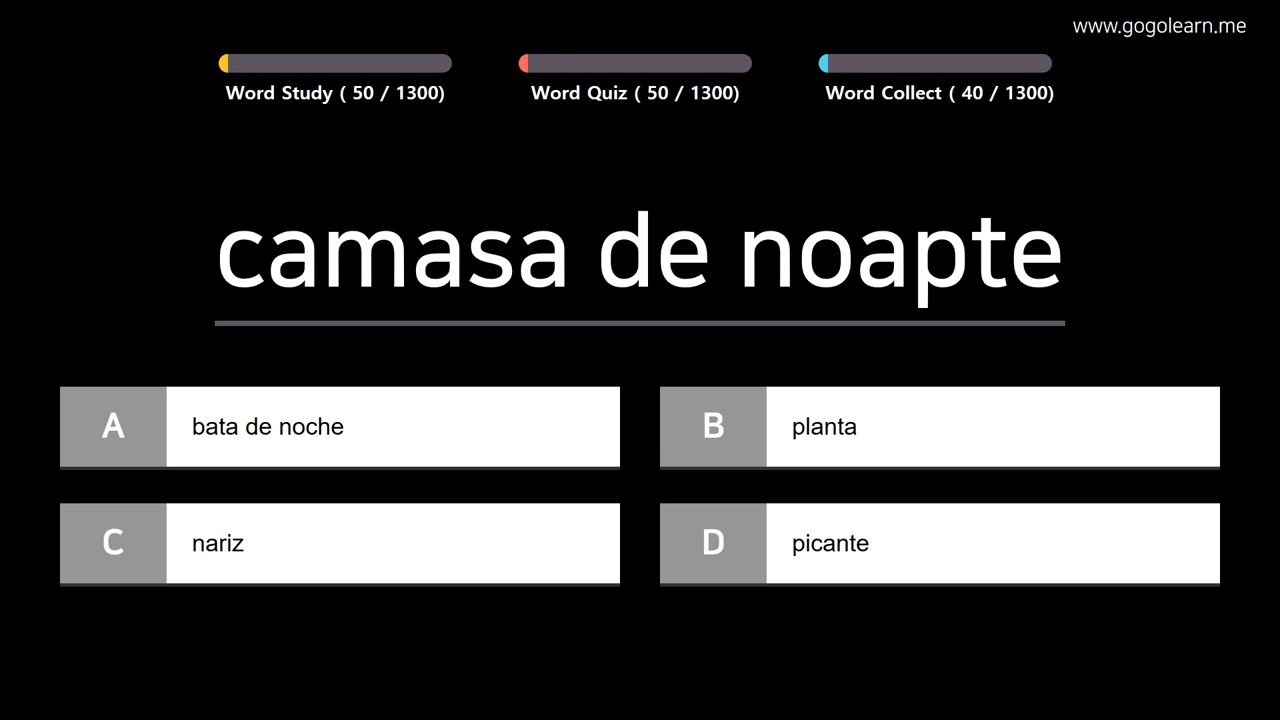 www.gogolearn.me
Word Study ( 50 / 1300)
Word Quiz ( 50 / 1300)
Word Collect ( 40 / 1300)
camasa de noapte
A bata de noche
B planta
C nariz
D picante